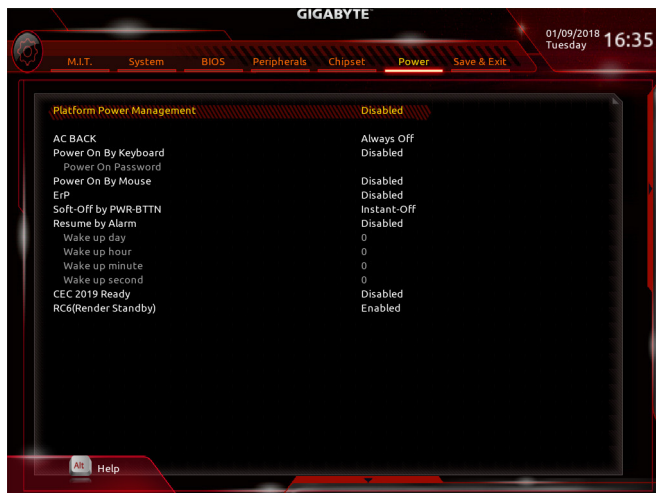 GIGABYTE™
01/09/2018 16:35
Tuesday
M.I.T. System BIOS Peripherals Chipset Power Save & Exit
Platform Power Management Disabled
AC BACK Always Off
Power On By Keyboard Disabled
Power On Password
Power On By Mouse Disabled
ErP Disabled
Soft-Off by PWR-BTTN Instant-Off
Resume by Alarm Disabled
Wake up day 0
Wake up hour 0
Wake up minute 0
Wake up second 0
CEC 2019 Ready Disabled
RC6(Render Standby) Enabled
Alt Help